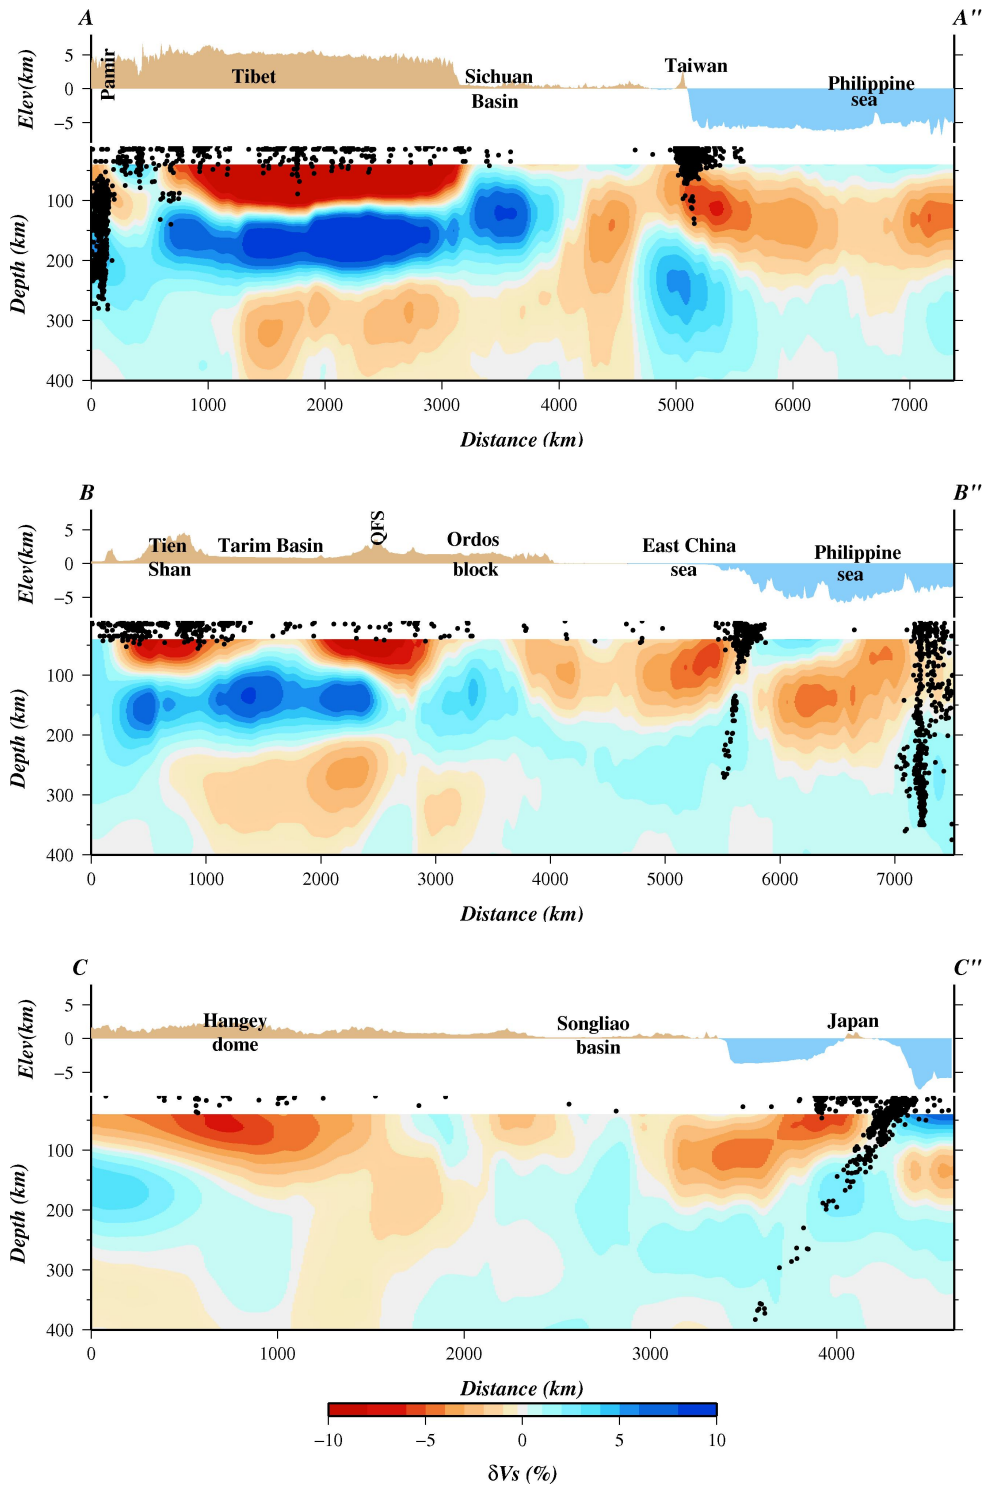 A A''
Elev(km)
5
0
−5
Pamir
Tibet
Sichuan
Basin
Taiwan
Philippine
sea
Depth (km)
100
200
300
400
0 1000 2000 3000 4000 5000 6000 7000
Distance (km)
B B''
Elev(km)
5
0
−5
Tien
Shan
Tarim Basin
QFS
Ordos
block
East China
sea
Philippine
sea
Depth (km)
100
200
300
400
0 1000 2000 3000 4000 5000 6000 7000
Distance (km)
C C''
Elev(km)
5
0
−5
Hangey
dome
Songliao
basin
Japan
Depth (km)
100
200
300
400
0 1000 2000 3000 4000
Distance (km)
−10 −5 0 5 10
δVs (%)